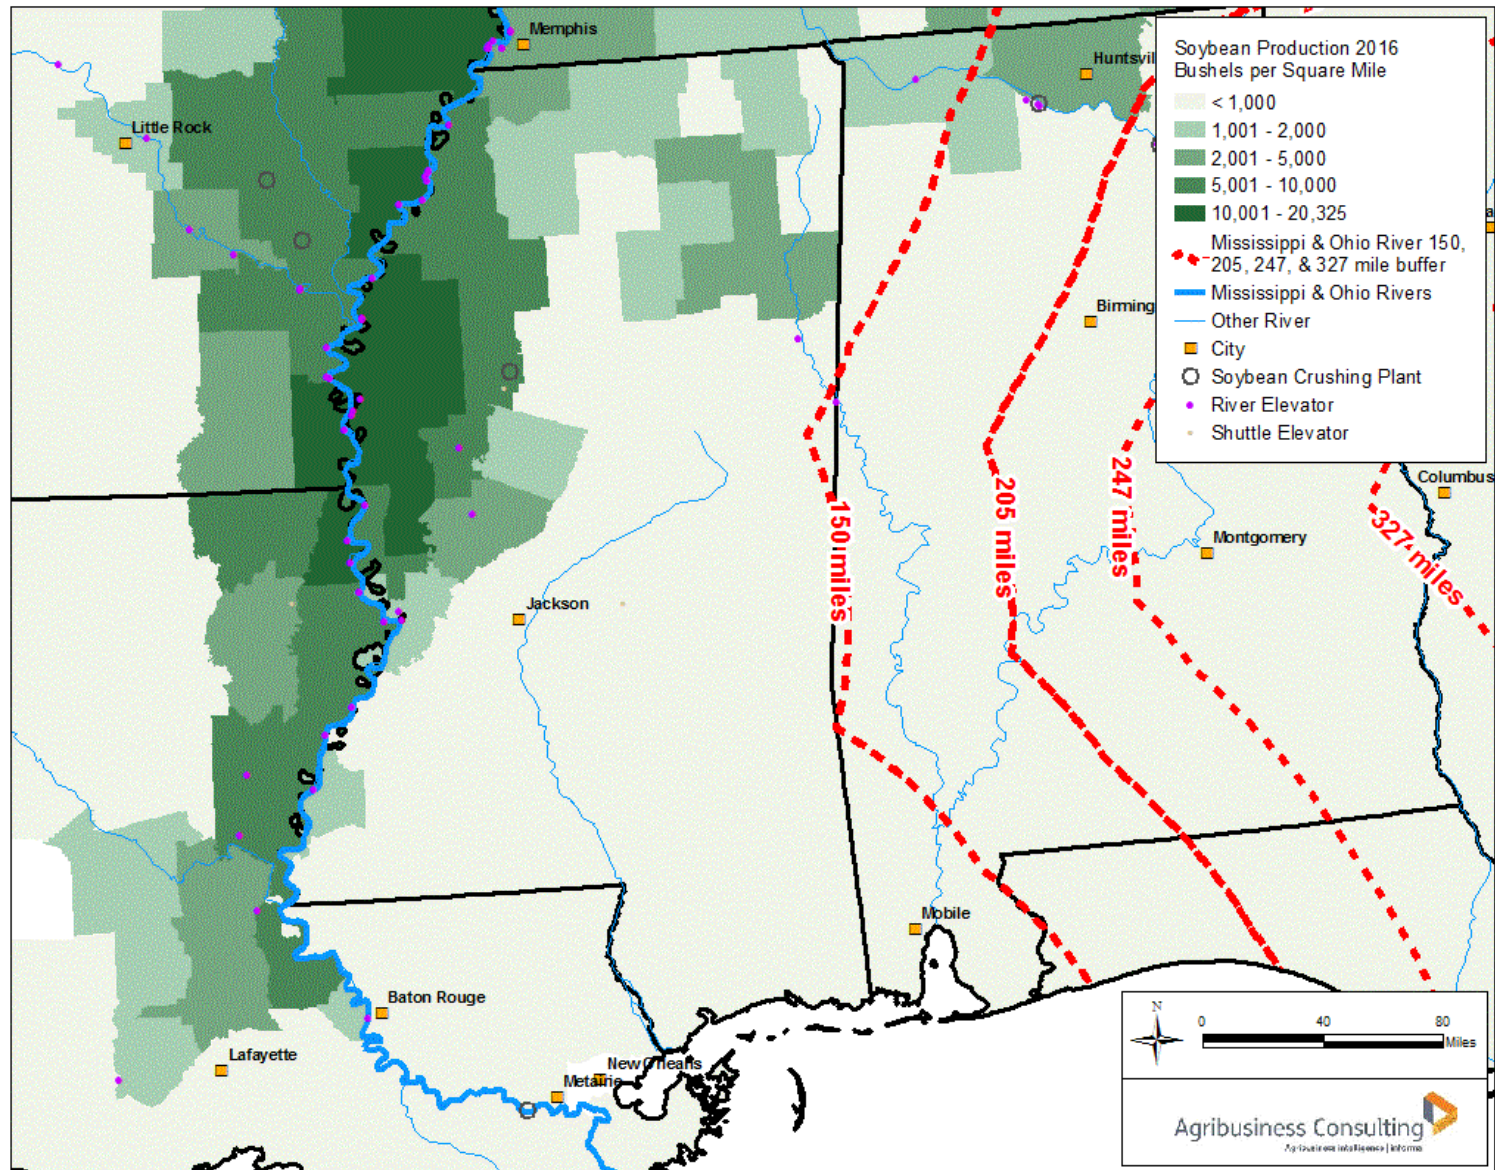 Memphis
Huntsvil
Little Rock
Birming
Columbus
Montgomery
Jackson
Mobile
Baton Rouge
Lafayette
New Orleans
Metairie
150 miles
205 miles
247 miles
327 miles
Soybean Production 2016
Bushels per Square Mile
< 1,000
1,001 - 2,000
2,001 - 5,000
5,001 - 10,000
10,001 - 20,325
Mississippi & Ohio River 150,
205, 247, & 327 mile buffer
Mississippi & Ohio Rivers
Other River
City
Soybean Crushing Plant
River Elevator
Shuttle Elevator
a
N
0 40 80
Miles
Agribusiness Consulting
Agribusiness intelligence | informa